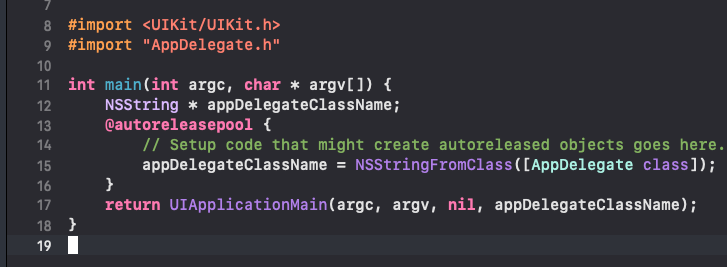 7
8 #import <UIKit/UIKit.h>
9 #import "AppDelegate.h"
10
11 int main(int argc, char * argv[]) {
12     NSString * appDelegateClassName;
13     @autoreleasepool {
14         // Setup code that might create autoreleased objects goes here.
15         appDelegateClassName = NSStringFromClass([AppDelegate class]);
16     }
17     return UIApplicationMain(argc, argv, nil, appDelegateClassName);
18 }
19